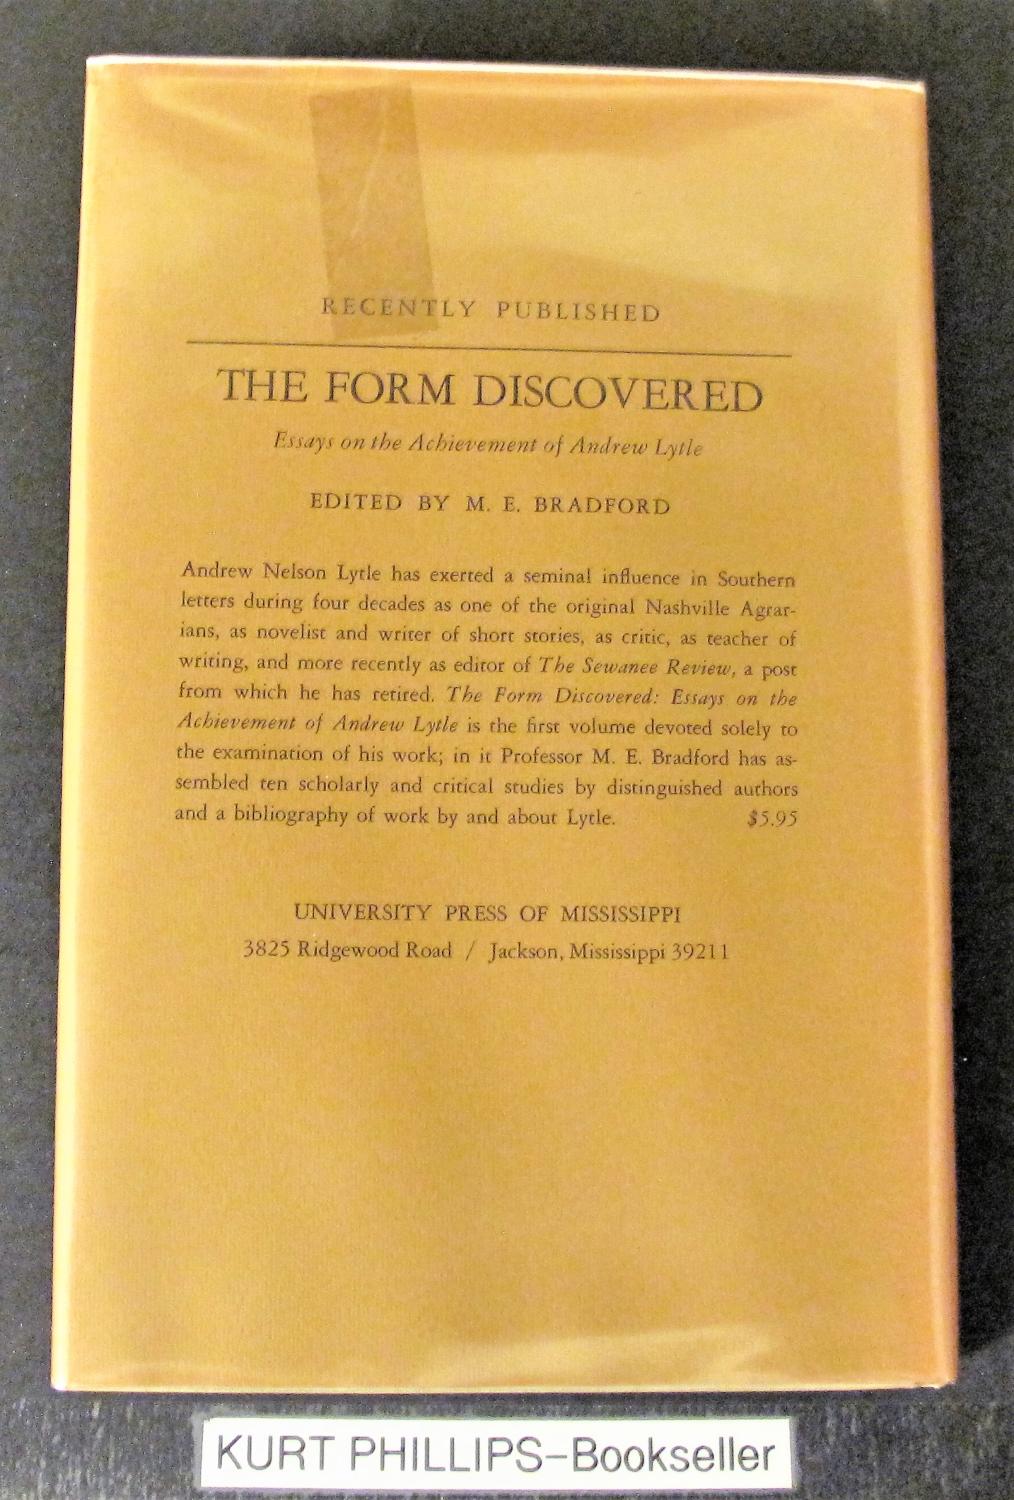 RECENTLY PUBLISHED
THE FORM DISCOVERED
Essays on the Achievement of Andrew Lytle
EDITED BY M. E. BRADFORD
Andrew Nelson Lytle has exerted a seminal influence in Southern
letters during four decades as one of the original Nashville Agrar-
ians, as novelist and writer of short stories, as critic, as teacher of
writing, and more recently as editor of The Sewanee Review, a post
from which he has retired. The Form Discovered: Essays on the
Achievement of Andrew Lytle is the first volume devoted solely to
the examination of his work; in it Professor M. E. Bradford has as-
sembled ten scholarly and critical studies by distinguished authors
and a bibliography of work by and about Lytle. $5.95
UNIVERSITY PRESS OF MISSISSIPPI
3825 Ridgewood Road / Jackson, Mississippi 39211
KURT PHILLIPS-Bookseller